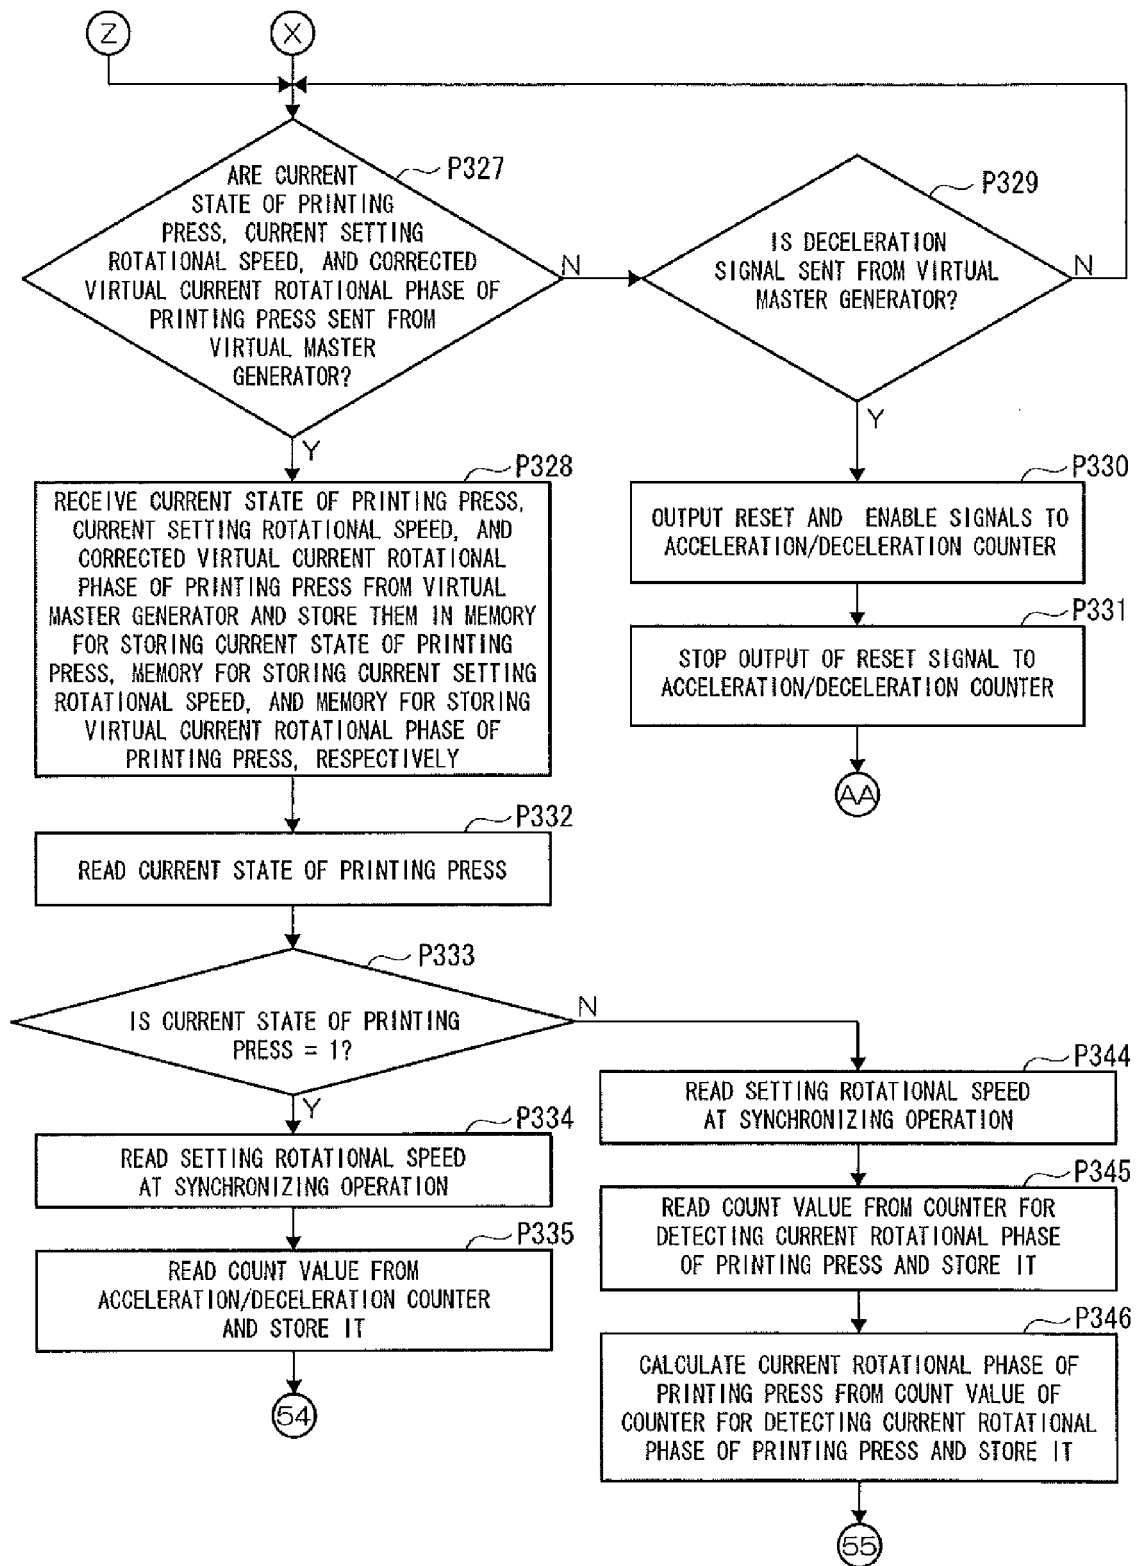 Z
X
P327
ARE CURRENT
STATE OF PRINTING
PRESS, CURRENT SETTING
ROTATIONAL SPEED, AND CORRECTED
VIRTUAL CURRENT ROTATIONAL PHASE OF
PRINTING PRESS SENT FROM
VIRTUAL MASTER
GENERATOR?
N
Y
P329
IS DECELERATION
SIGNAL SENT FROM VIRTUAL
MASTER GENERATOR?
N
Y
P328
RECEIVE CURRENT STATE OF PRINTING PRESS,
CURRENT SETTING ROTATIONAL SPEED, AND
CORRECTED VIRTUAL CURRENT ROTATIONAL
PHASE OF PRINTING PRESS FROM VIRTUAL
MASTER GENERATOR AND STORE THEM IN MEMORY
FOR STORING CURRENT STATE OF PRINTING
PRESS, MEMORY FOR STORING CURRENT SETTING
ROTATIONAL SPEED, AND MEMORY FOR STORING
VIRTUAL CURRENT ROTATIONAL PHASE OF
PRINTING PRESS, RESPECTIVELY
P330
OUTPUT RESET AND ENABLE SIGNALS TO
ACCELERATION/DECELERATION COUNTER
P331
STOP OUTPUT OF RESET SIGNAL TO
ACCELERATION/DECELERATION COUNTER
AA
P332
READ CURRENT STATE OF PRINTING PRESS
P333
IS CURRENT STATE OF PRINTING
PRESS = 1?
N
Y
P334
READ SETTING ROTATIONAL SPEED
AT SYNCHRONIZING OPERATION
P335
READ COUNT VALUE FROM
ACCELERATION/DECELERATION COUNTER
AND STORE IT
54
P344
READ SETTING ROTATIONAL SPEED
AT SYNCHRONIZING OPERATION
P345
READ COUNT VALUE FROM COUNTER FOR
DETECTING CURRENT ROTATIONAL PHASE
OF PRINTING PRESS AND STORE IT
P346
CALCULATE CURRENT ROTATIONAL PHASE OF
PRINTING PRESS FROM COUNT VALUE OF
COUNTER FOR DETECTING CURRENT ROTATIONAL
PHASE OF PRINTING PRESS AND STORE IT
55